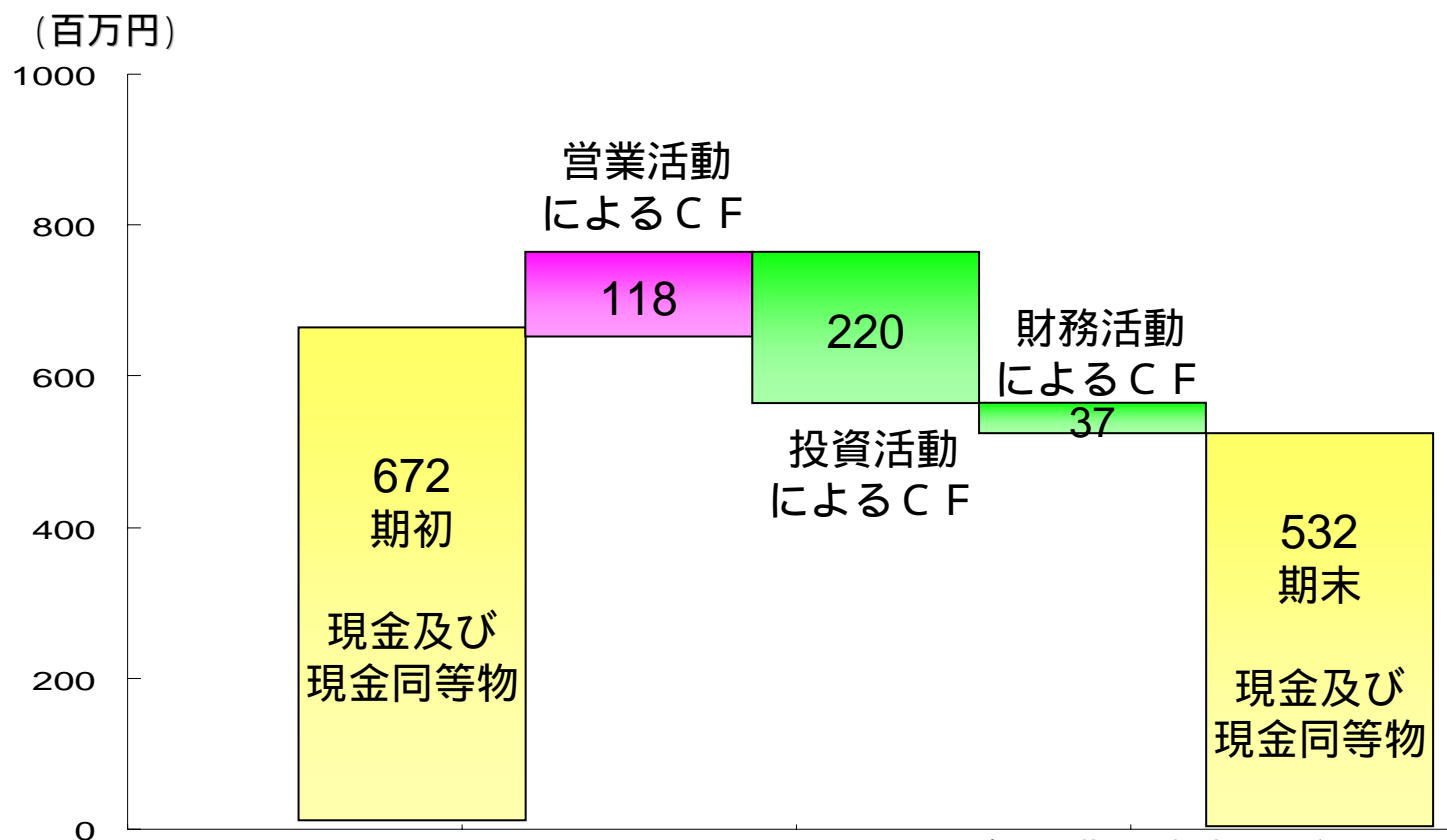 (百万円)
1000
800
600
400
200
0
672
期初
現金及び
現金同等物
営業活動
によるＣＦ
118
220
投資活動
によるＣＦ
財務活動
によるＣＦ
37
532
期末
現金及び
現金同等物